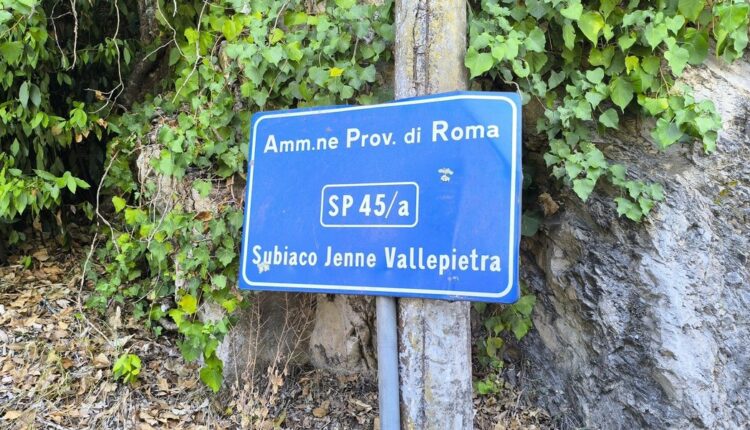 Amm.ne Prov. di Roma
SP 45/a
Subiaco Jenne Vallepietra